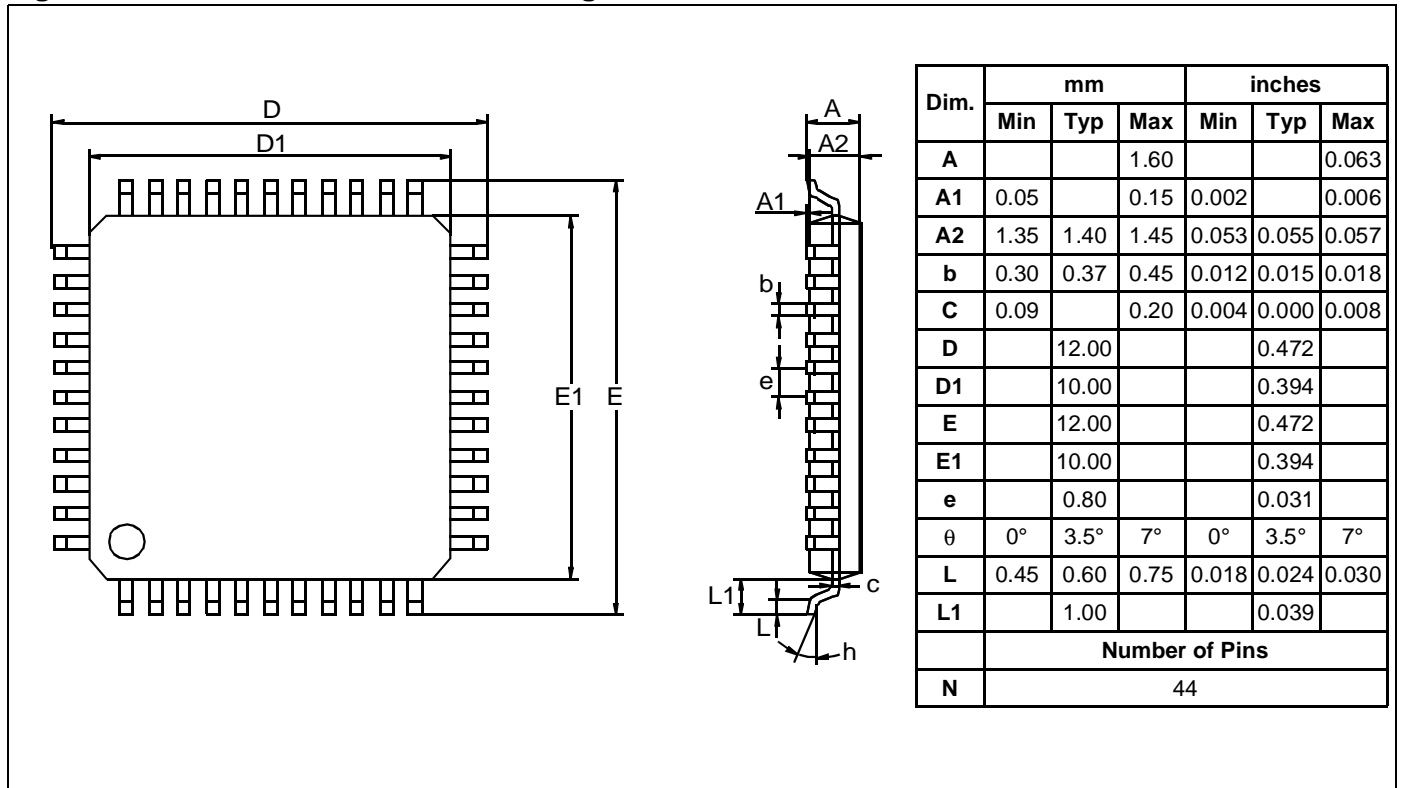 D
D1
E1 E
A
A2
A1
b
e
L1
c
L
h
Dim. mm inches
Min Typ Max Min Typ Max
A 1.60 0.063
A1 0.05 0.15 0.002 0.006
A2 1.35 1.40 1.45 0.053 0.055 0.057
b 0.30 0.37 0.45 0.012 0.015 0.018
C 0.09 0.20 0.004 0.000 0.008
D 12.00 0.472
D1 10.00 0.394
E 12.00 0.472
E1 10.00 0.394
e 0.80 0.031
θ 0° 3.5° 7° 0° 3.5° 7°
L 0.45 0.60 0.75 0.018 0.024 0.030
L1 1.00 0.039
Number of Pins
N 44